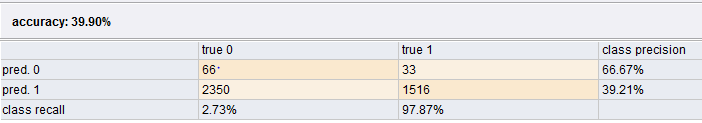 accuracy: 39.90%
true 0 true 1 class precision
pred. 0 66 33 66.67%
pred. 1 2350 1516 39.21%
class recall 2.73% 97.87%